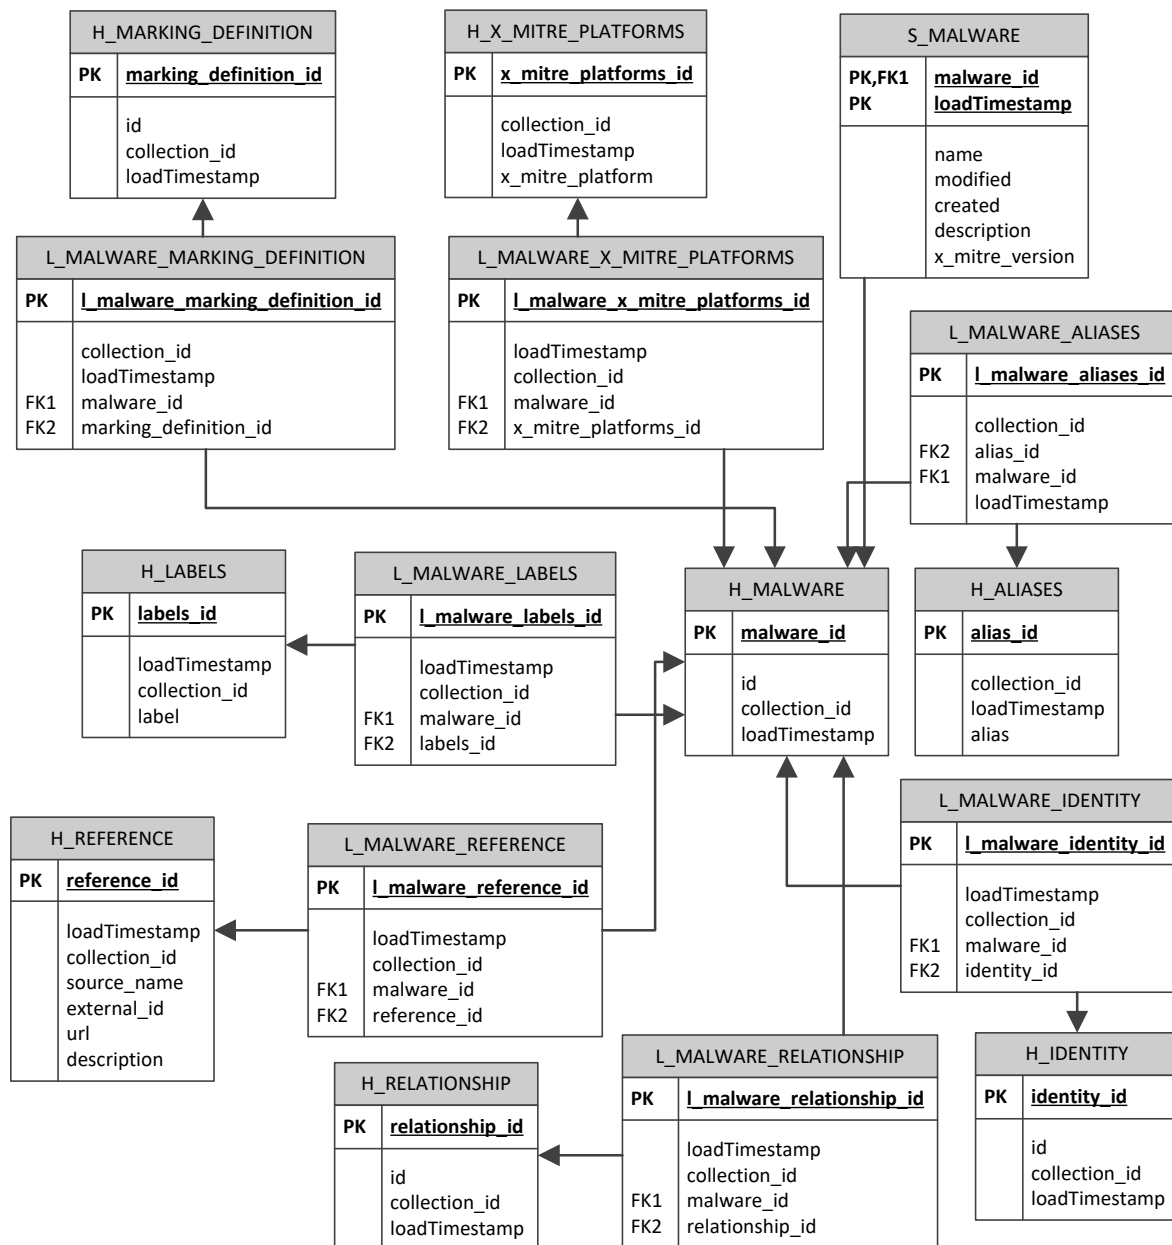 H_MARKING_DEFINITION
PK marking_definition_id
id
collection_id
loadTimestamp
H_X_MITRE_PLATFORMS
PK x_mitre_platforms_id
collection_id
loadTimestamp
x_mitre_platform
S_MALWARE
PK,FK1 malware_id
PK loadTimestamp
name
modified
created
description
x_mitre_version
L_MALWARE_MARKING_DEFINITION
PK l_malware_marking_definition_id
collection_id
loadTimestamp
FK1 malware_id
FK2 marking_definition_id
L_MALWARE_X_MITRE_PLATFORMS
PK l_malware_x_mitre_platforms_id
loadTimestamp
collection_id
FK1 malware_id
FK2 x_mitre_platforms_id
L_MALWARE_ALIASES
PK l_malware_aliases_id
collection_id
FK2 alias_id
FK1 malware_id
loadTimestamp
H_LABELS
PK labels_id
loadTimestamp
collection_id
label
L_MALWARE_LABELS
PK l_malware_labels_id
loadTimestamp
collection_id
FK1 malware_id
FK2 labels_id
H_MALWARE
PK malware_id
id
collection_id
loadTimestamp
H_ALIASES
PK alias_id
collection_id
loadTimestamp
alias
H_REFERENCE
PK reference_id
loadTimestamp
collection_id
source_name
external_id
url
description
L_MALWARE_REFERENCE
PK l_malware_reference_id
loadTimestamp
collection_id
FK1 malware_id
FK2 reference_id
L_MALWARE_IDENTITY
PK l_malware_identity_id
loadTimestamp
collection_id
FK1 malware_id
FK2 identity_id
H_RELATIONSHIP
PK relationship_id
id
collection_id
loadTimestamp
L_MALWARE_RELATIONSHIP
PK l_malware_relationship_id
loadTimestamp
collection_id
FK1 malware_id
FK2 relationship_id
H_IDENTITY
PK identity_id
id
collection_id
loadTimestamp